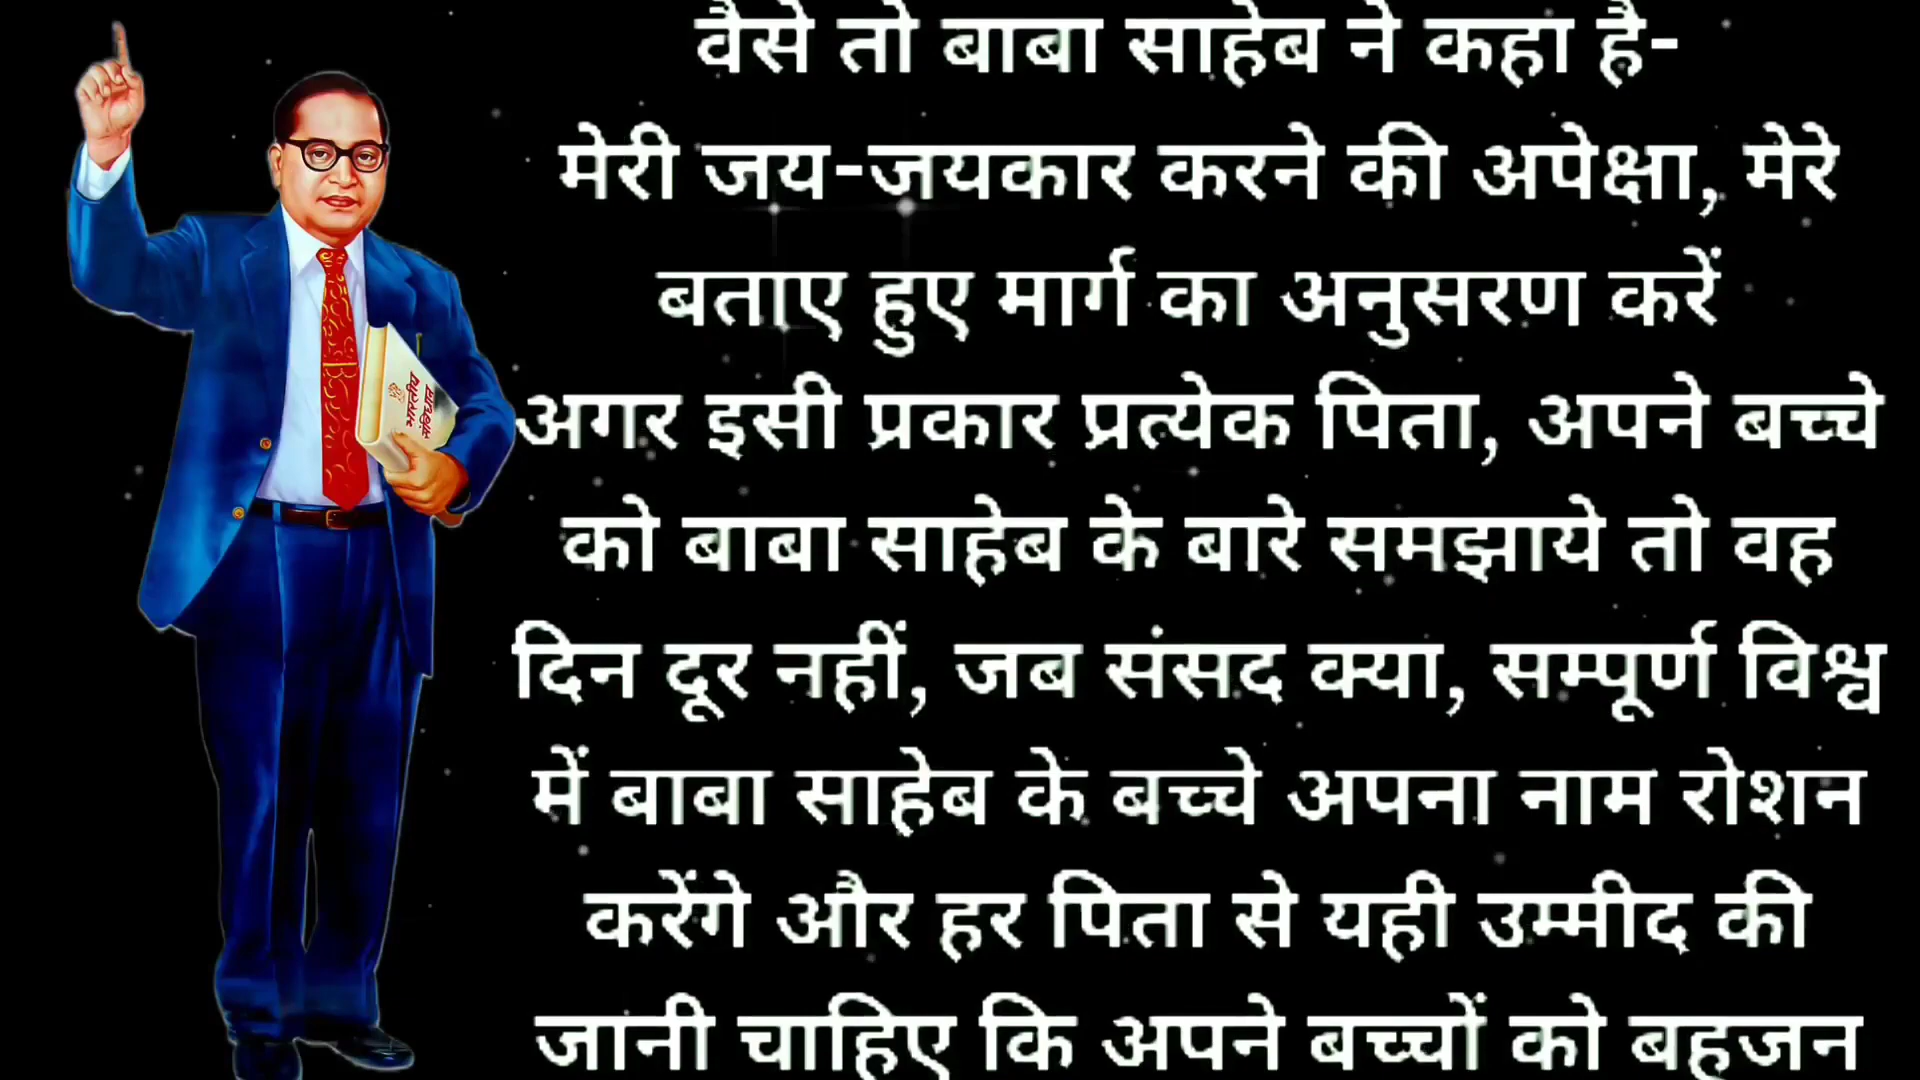 वैसे तो बाबा साहेब ने कहा है-
मेरी जय-जयकार करने की अपेक्षा, मेरे
बताए हुए मार्ग का अनुसरण करें
अगर इसी प्रकार प्रत्येक पिता, अपने बच्चे
को बाबा साहेब के बारे समझाये तो वह
दिन दूर नहीं, जब संसद क्या, सम्पूर्ण विश्व
में बाबा साहेब के बच्चे अपना नाम रोशन
करेंगे और हर पिता से यही उम्मीद की
जानी चाहिए कि अपने बच्चों को बहजन
भारतीय
संविधान